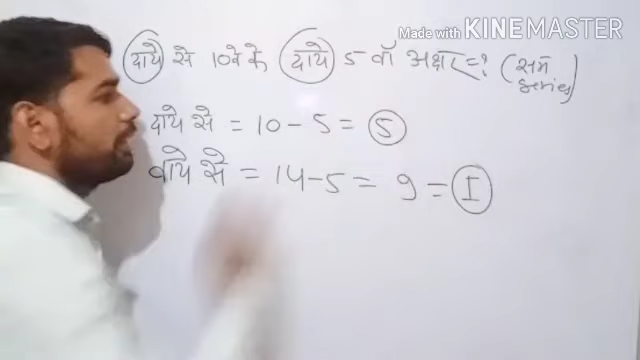 Made with KINEMASTER
दाये से 10वे के दाये 5 वाँ अक्षर =? (सम
Series)
दाये से = 10-5 = 5
वाये से = 14-5 = 9 = I